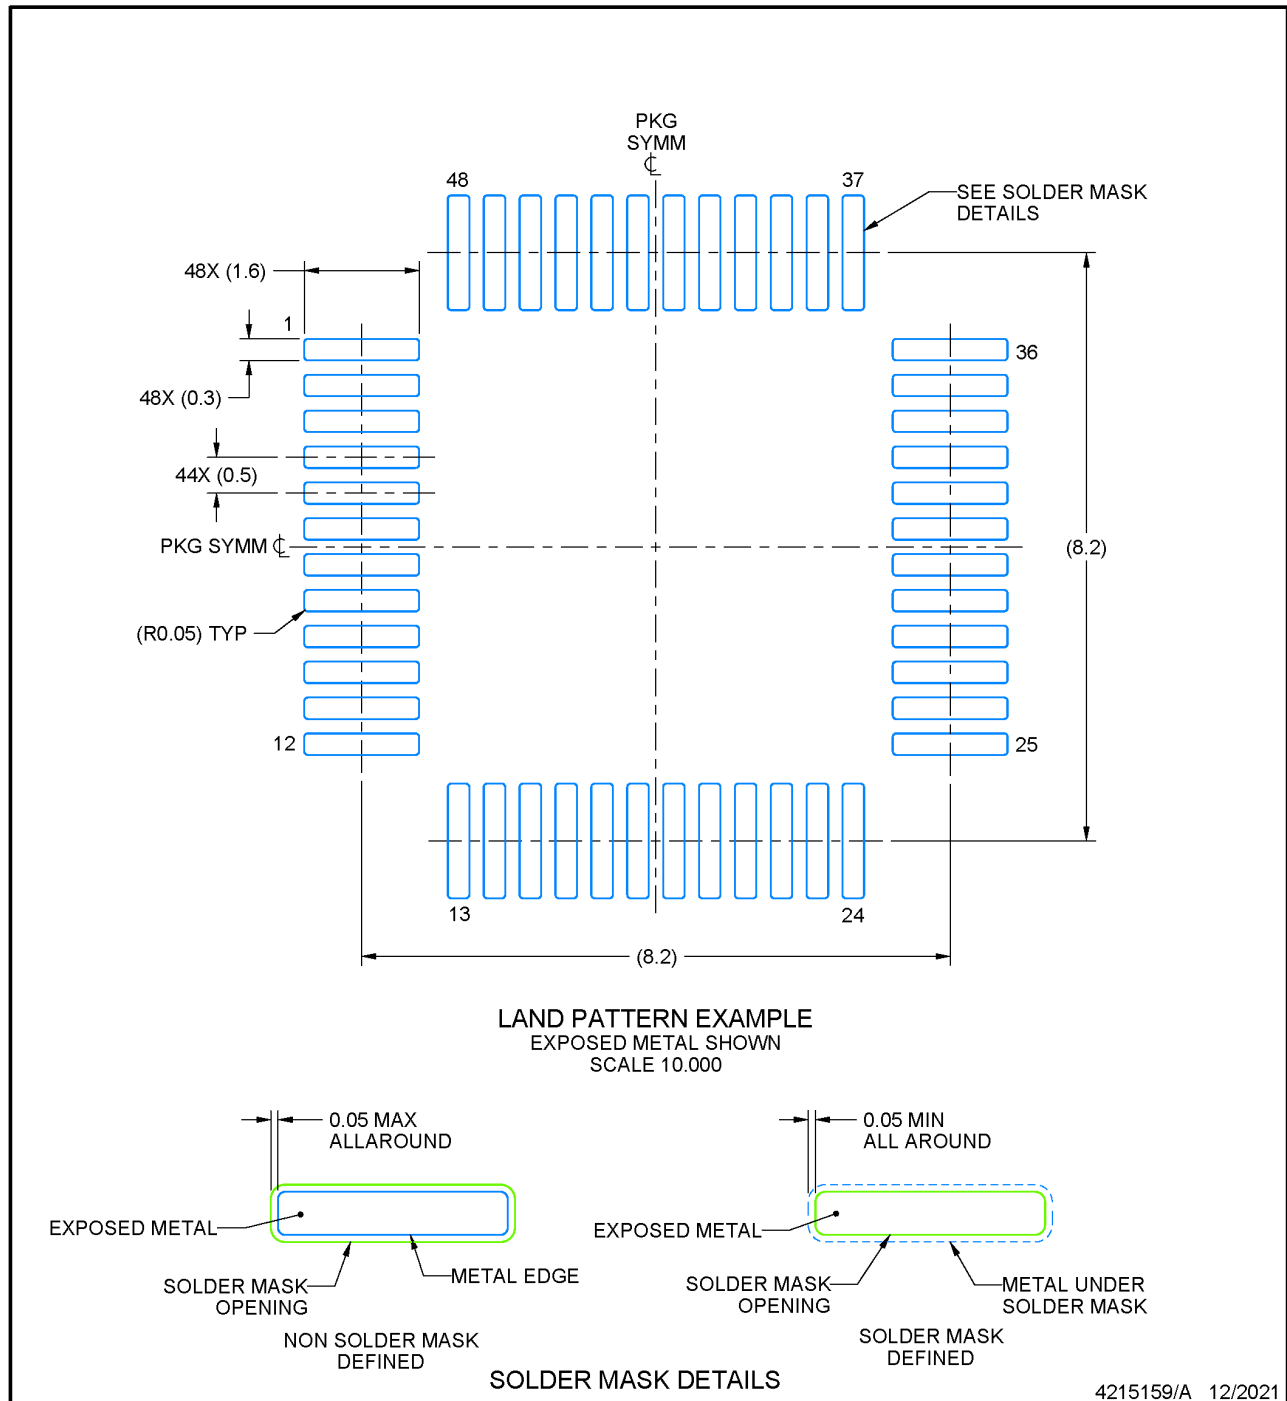 PKG
SYMM
℄
48
37
SEE SOLDER MASK
DETAILS
48X (1.6)
1
36
48X (0.3)
44X (0.5)
PKG SYMM ℄
(8.2)
(R0.05) TYP
12
25
13
24
(8.2)
LAND PATTERN EXAMPLE
EXPOSED METAL SHOWN
SCALE 10.000
0.05 MAX
ALLAROUND
EXPOSED METAL
METAL EDGE
SOLDER MASK
OPENING
NON SOLDER MASK
DEFINED
0.05 MIN
ALL AROUND
EXPOSED METAL
SOLDER MASK
OPENING
METAL UNDER
SOLDER MASK
SOLDER MASK
DEFINED
SOLDER MASK DETAILS
4215159/A 12/2021